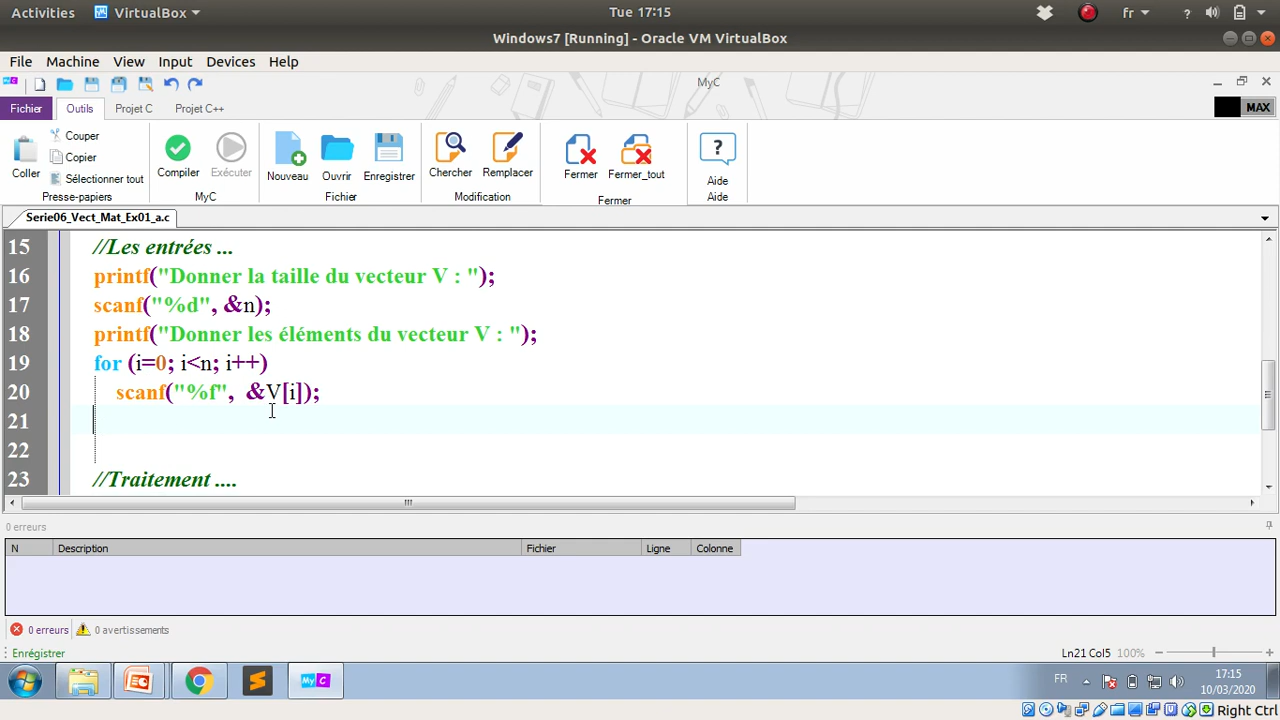 Activities VirtualBox Tue 17:15 fr ?
Windows7 [Running] - Oracle VM VirtualBox
File Machine View Input Devices Help
MyC
Fichier Outils Projet C Projet C++ MAX
Coller Couper Copier Sélectionner tout Compiler Exécuter Nouveau Ouvrir Enregistrer Chercher Remplacer Fermer Fermer_tout ? Aide
Presse-papiers MyC Fichier Modification Fermer Aide
Serie06_Vect_Mat_Ex01_a.c
15 //Les entrées ...
16 printf("Donner la taille du vecteur V : ");
17 scanf("%d", &n);
18 printf("Donner les éléments du vecteur V : ");
19 for (i=0; i<n; i++)
20 scanf("%f", &V[i]);
21
22
23 //Traitement ....
0 erreurs
N Description Fichier Ligne Colonne
0 erreurs 0 avertissements
Enrégistrer Ln21 Col5 100%
MyC FR 17:15
10/03/2020
Right Ctrl